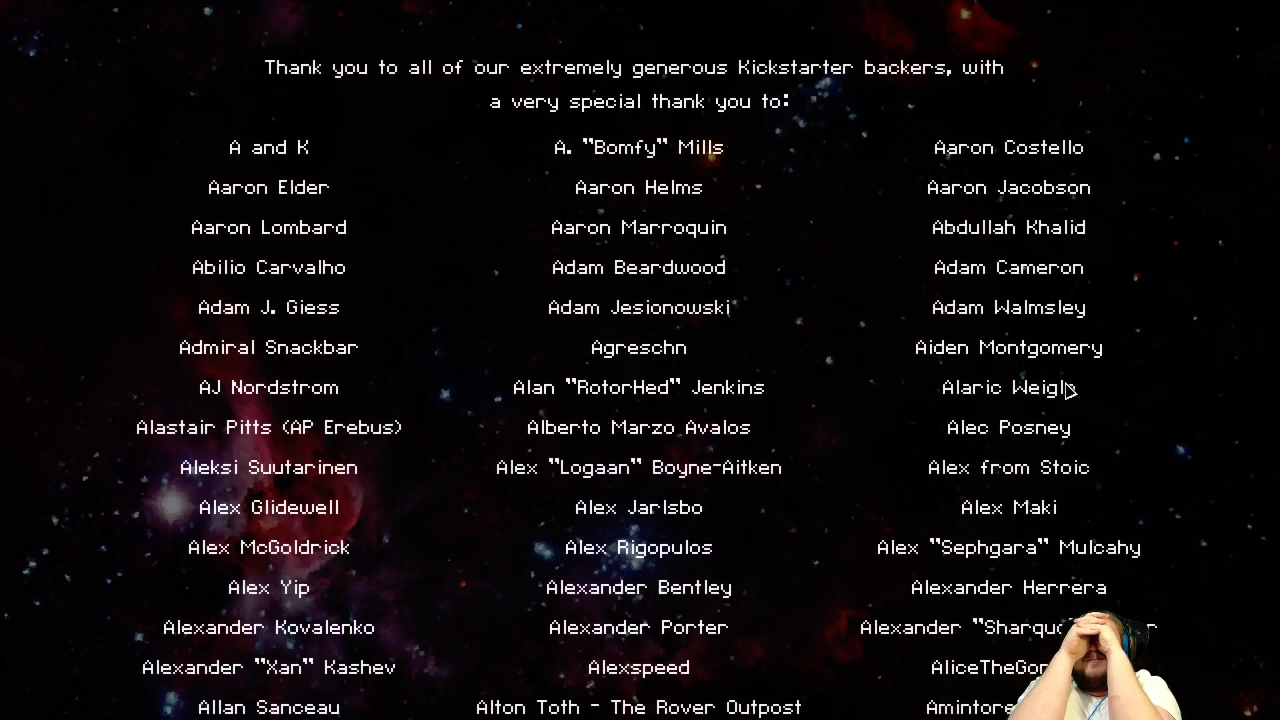 Thank you to all of our extremely generous Kickstarter backers, with
a very special thank you to:
A and K A. "Bomfy" Mills Aaron Costello
Aaron Elder Aaron Helms Aaron Jacobson
Aaron Lombard Aaron Marroquin Abdullah Khalid
Abilio Carvalho Adam Beardwood Adam Cameron
Adam J. Giess Adam Jesionowski Adam Walmsley
Admiral Snackbar Agreschn Aiden Montgomery
AJ Nordstrom Alan "RotorHed" Jenkins Alaric
Alastair Pitts (AP Erebus) Alberto Marzo Avalos Alec Posney
Aleksi Suutarinen Alex "Logaan" Boyne-Aitken Alex from Stoic
Alex Glidewell Alex Jarlsbo Alex Maki
Alex McGoldrick Alex Rigopulos Alex "Sephgara" Mulcahy
Alex Yip Alexander Bentley Alexander Herrera
Alexander Kovalenko Alexander Porter Alexander
Alexander "Xan" Kashev Alexspeed
Allan Sanceau Alton Toth - The Rover Outpost